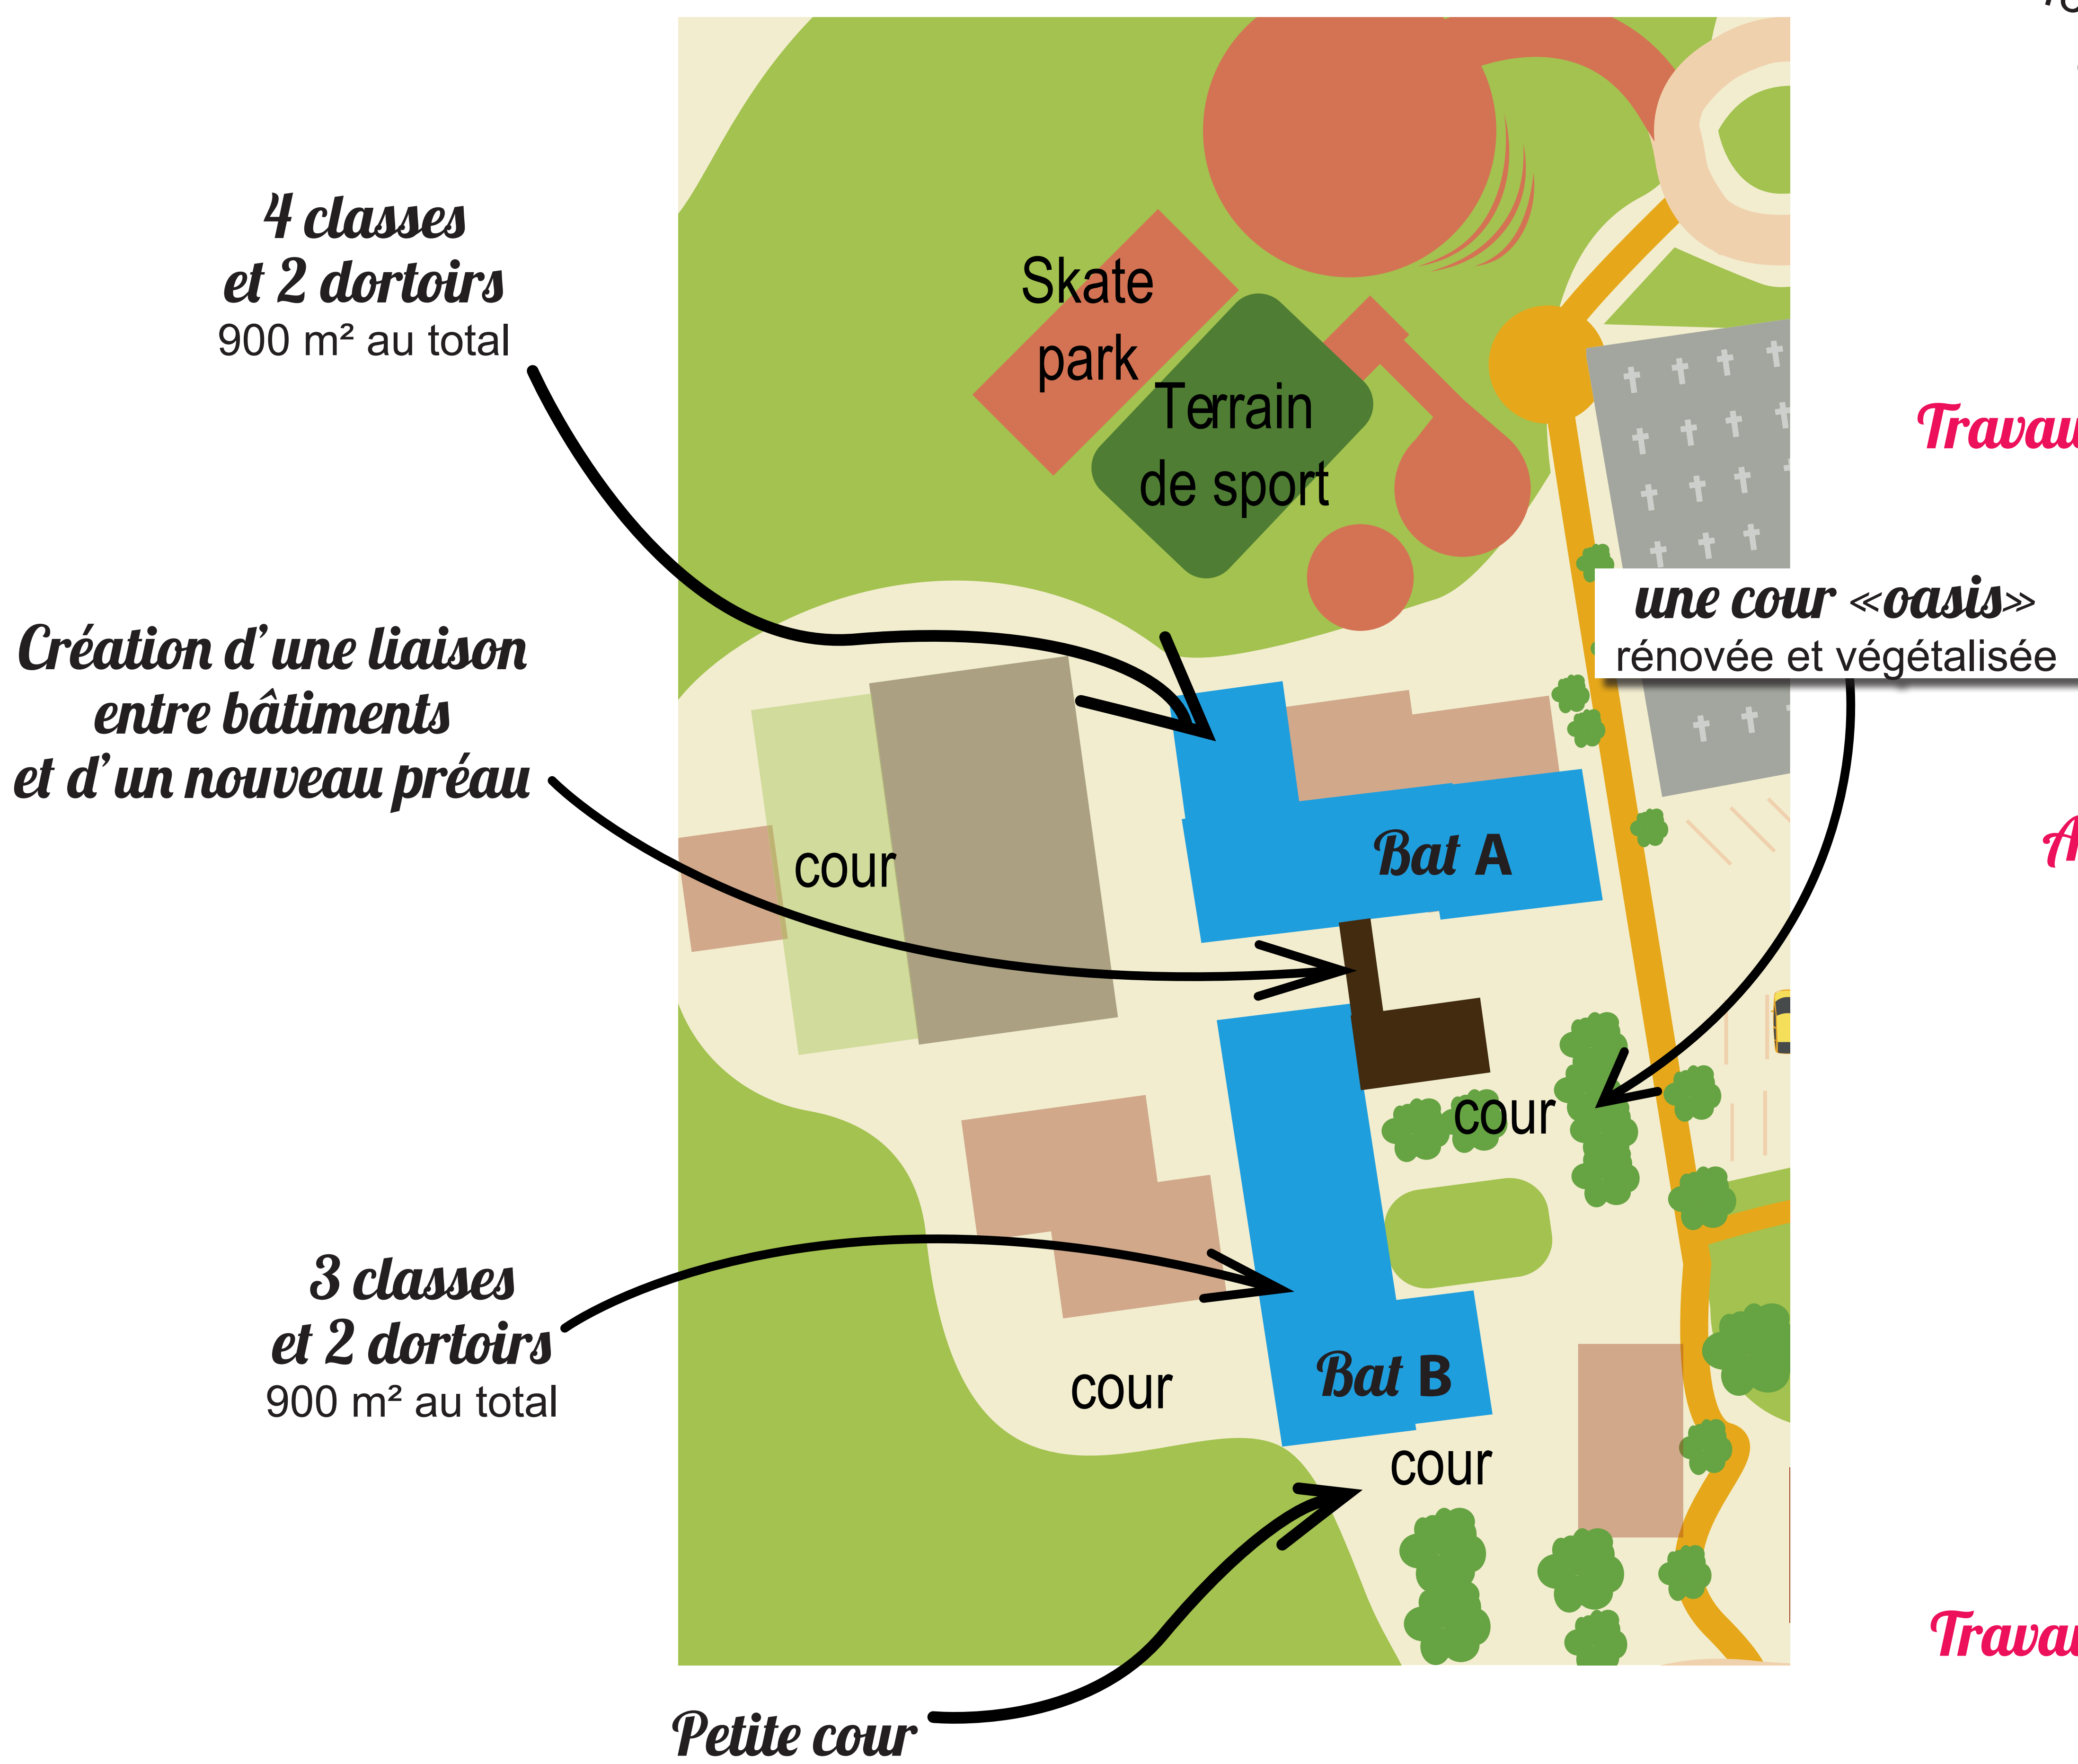 4 classes
et 2 dortoirs
900 m² au total
Création d'une liaison
entre bâtiments
et d'un nouveau préau
3 classes
et 2 dortoirs
900 m² au total
Petite cour
Skate
park
Terrain
de sport
cour
Bat A
cour
Bat B
cour
cour
une cour «oasis»
rénovée et végétalisée